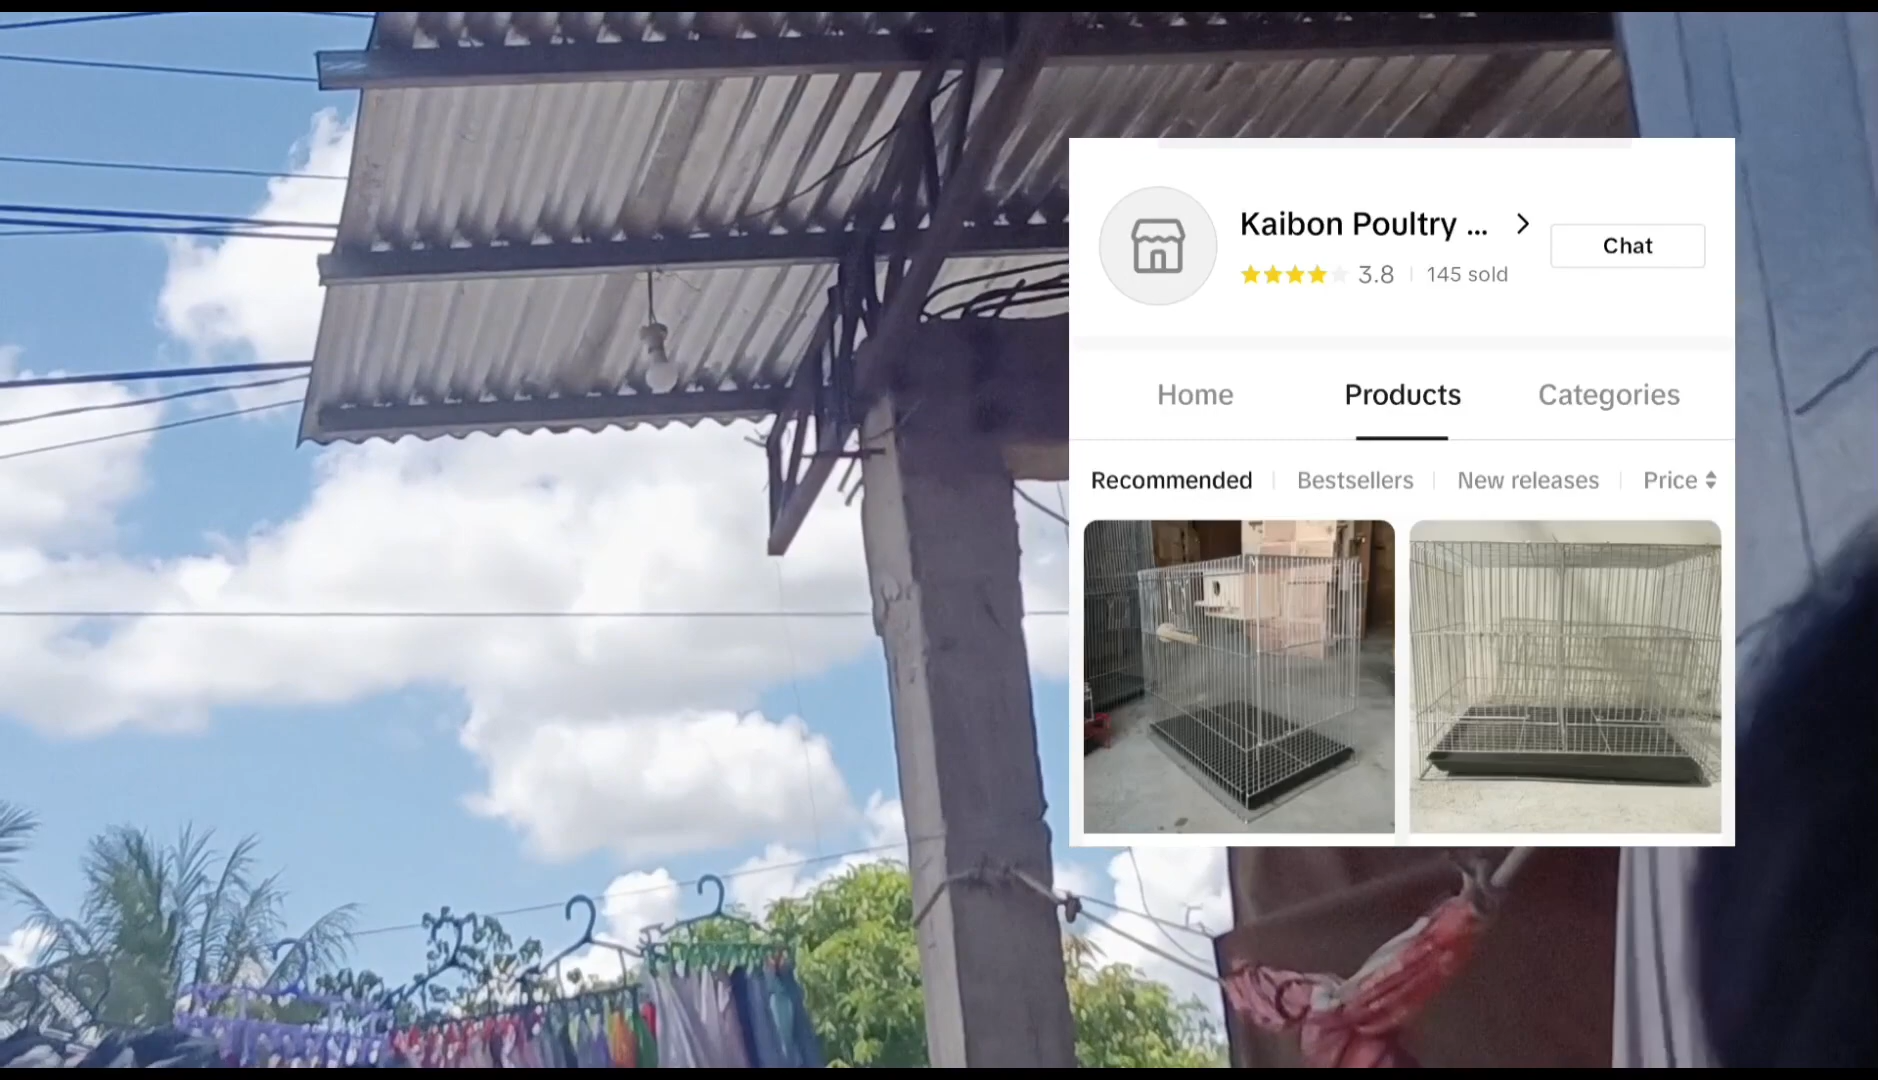 Kaibon Poultry ...
3.8
145 sold
Chat
Home
Products
Categories
Recommended
Bestsellers
New releases
Price